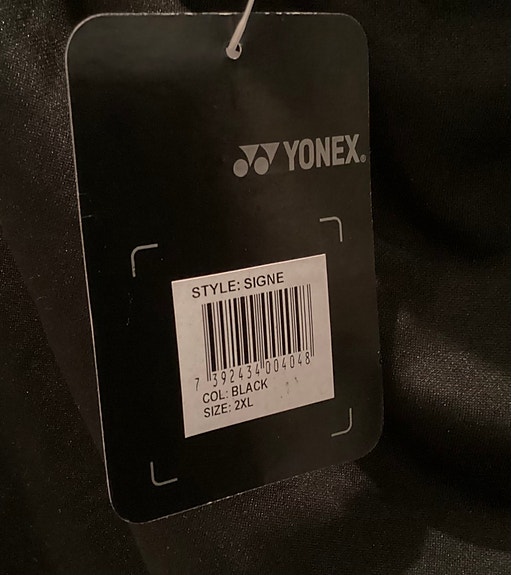 YONEX®
STYLE: SIGNE
7 392434 004048
COL: BLACK
SIZE: 2XL